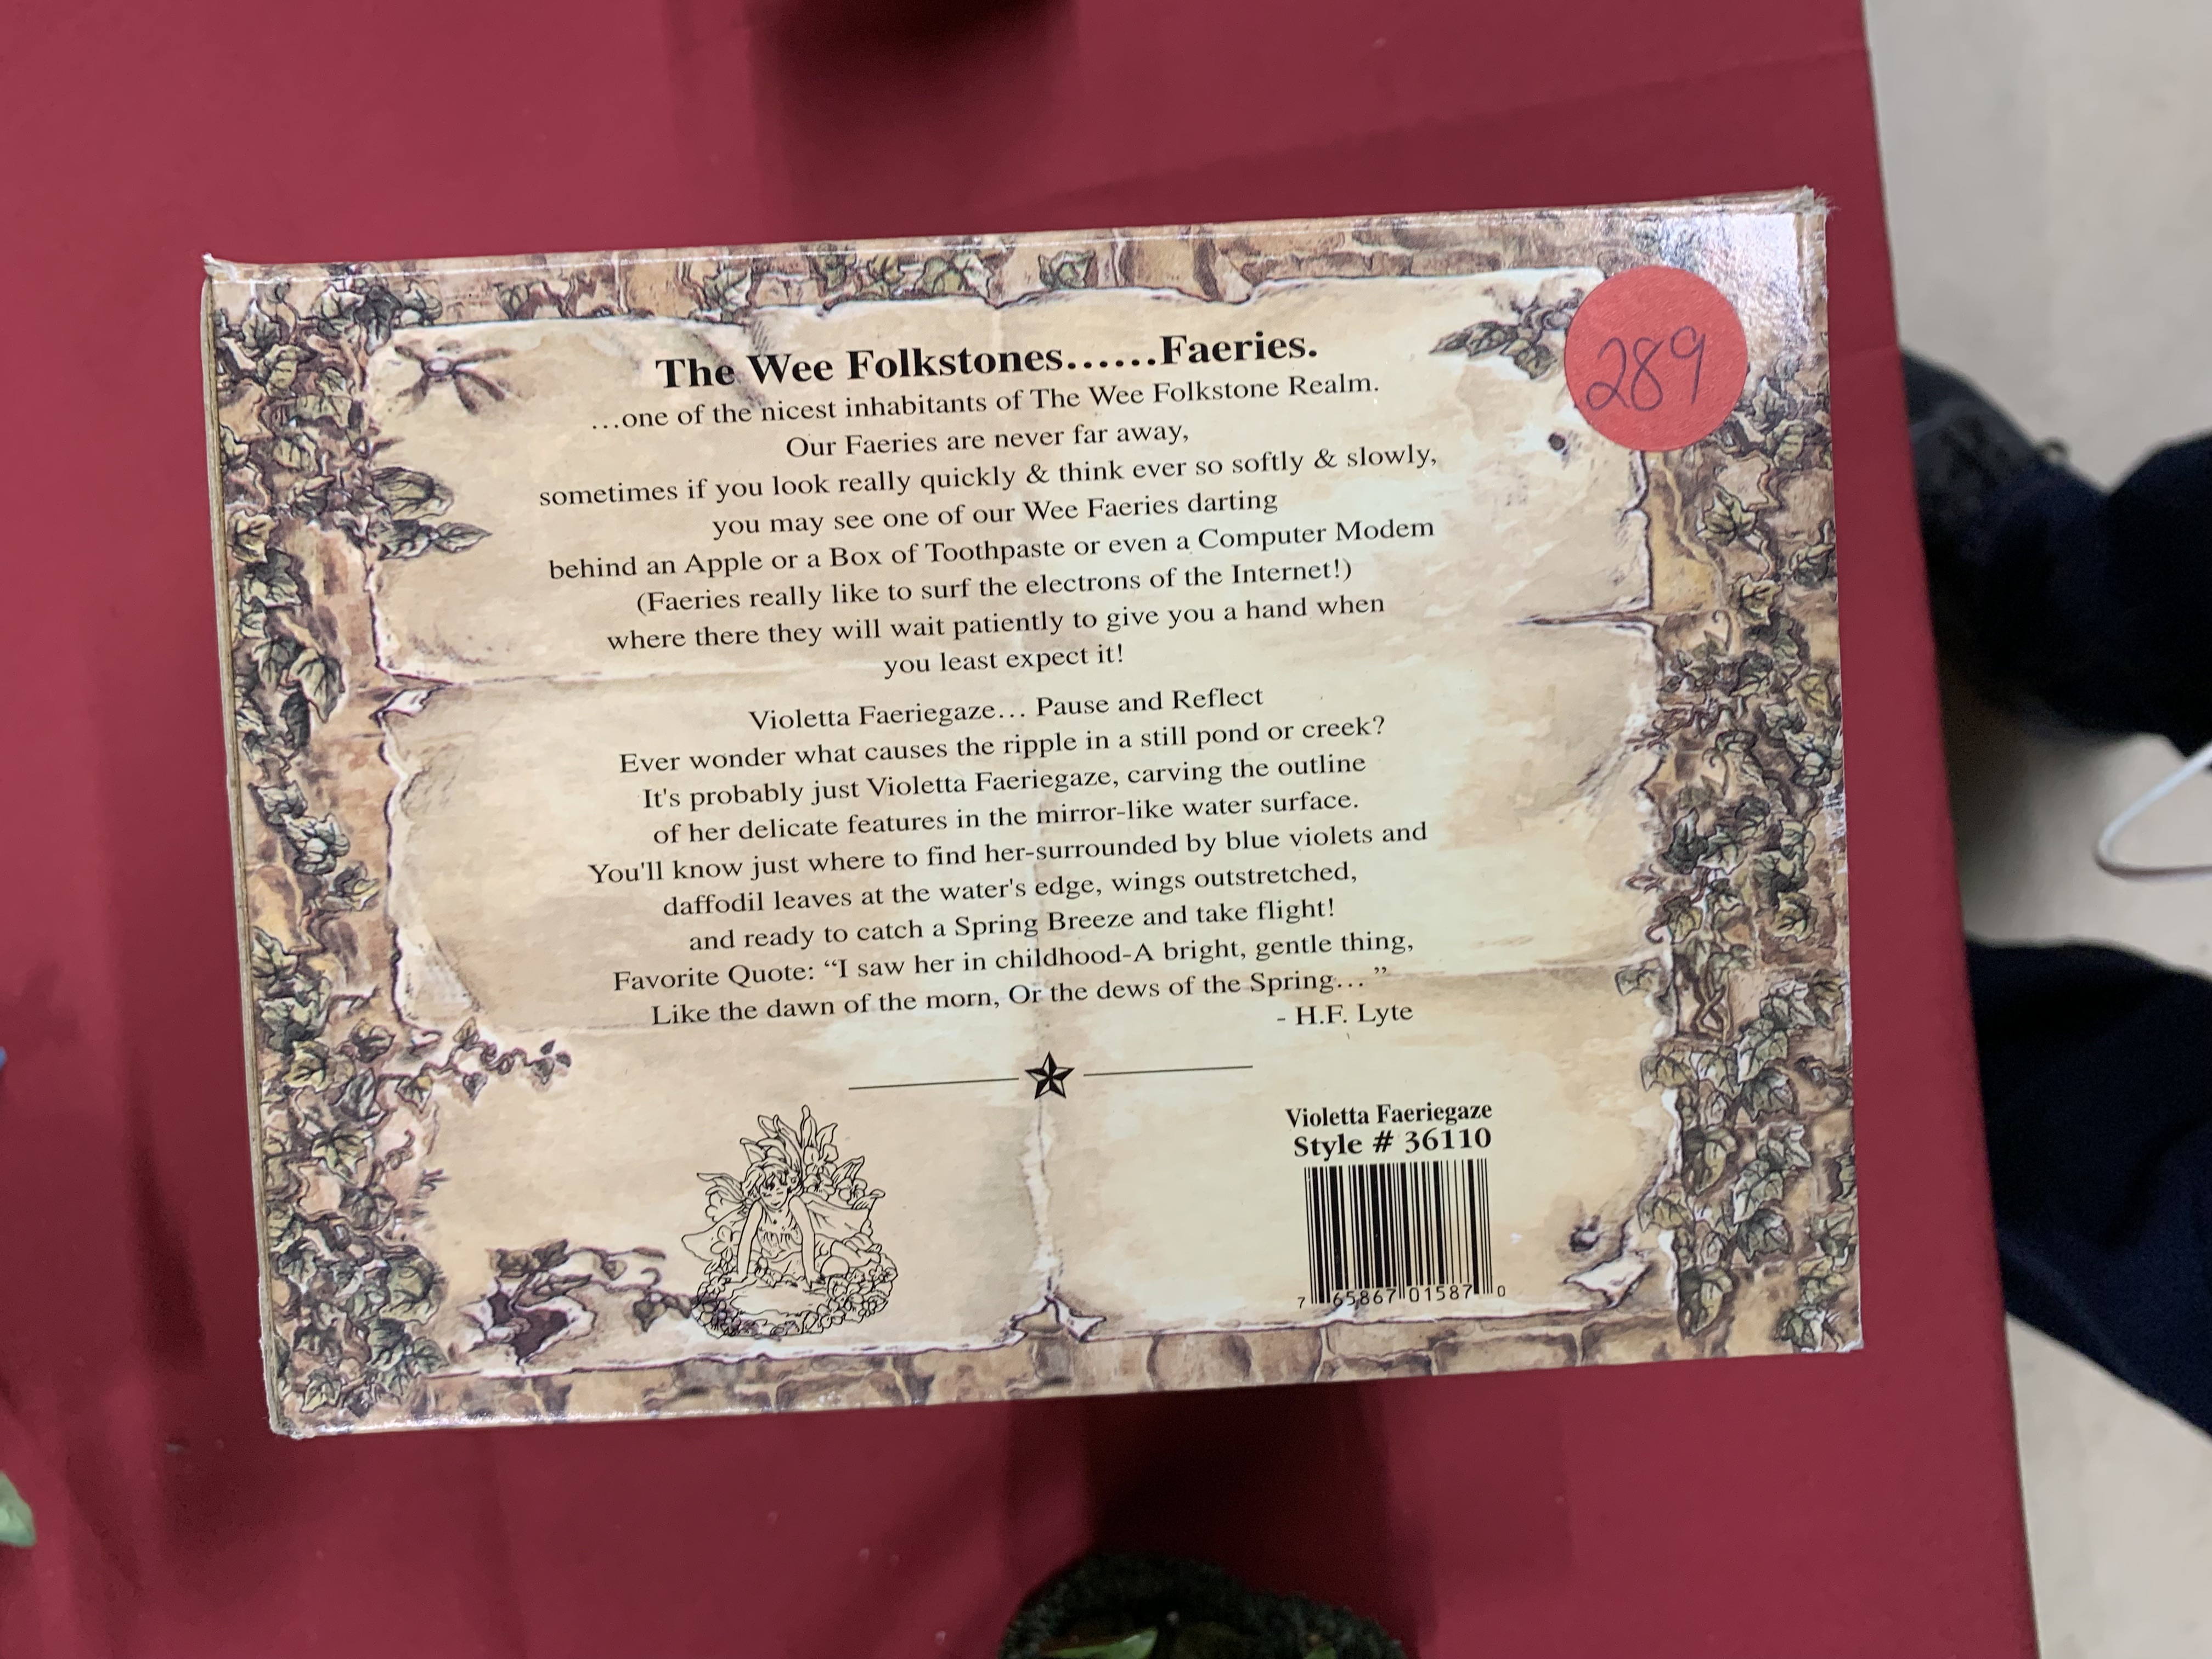 The Wee Folkstones......Faeries.
289
...one of the nicest inhabitants of The Wee Folkstone Realm.
Our Faeries are never far away,
sometimes if you look really quickly & think ever so softly & slowly,
you may see one of our Wee Faeries darting
behind an Apple or a Box of Toothpaste or even a Computer Modem
(Faeries really like to surf the electrons of the Internet!)
where there they will wait patiently to give you a hand when
you least expect it!
Violetta Faeriegaze... Pause and Reflect
Ever wonder what causes the ripple in a still pond or creek?
It's probably just Violetta Faeriegaze, carving the outline
of her delicate features in the mirror-like water surface.
You'll know just where to find her-surrounded by blue violets and
daffodil leaves at the water's edge, wings outstretched,
and ready to catch a Spring Breeze and take flight!
Favorite Quote: “I saw her in childhood-A bright, gentle thing,
Like the dawn of the morn, Or the dews of the Spring... ”
- H.F. Lyte
Violetta Faeriegaze
Style # 36110
7 65867 01587 0